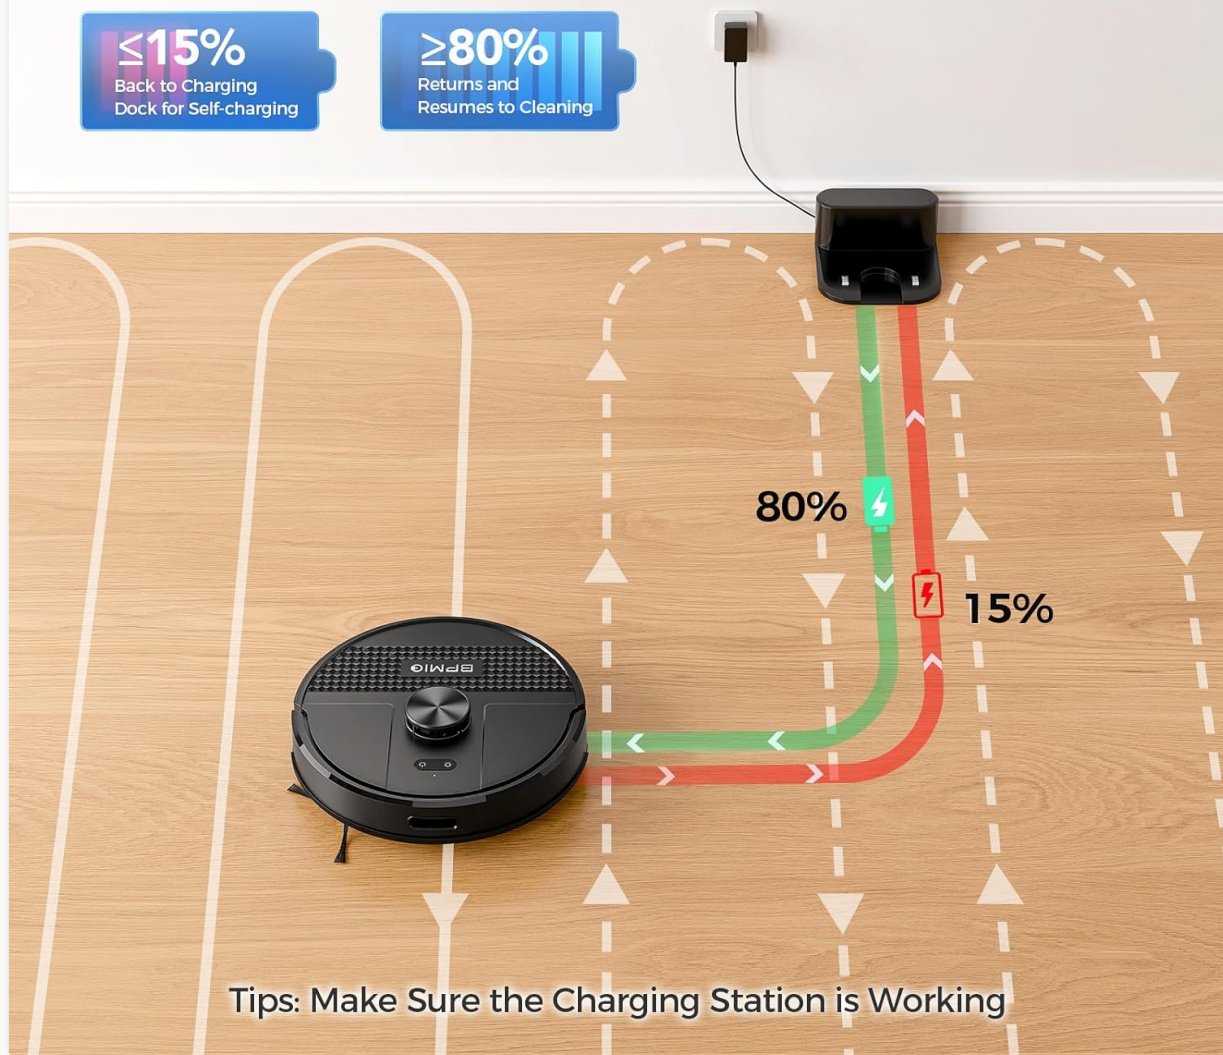 ≤15%
Back to Charging
Dock for Self-charging
≥80%
Returns and
Resumes to Cleaning
80%
15%
BPMIO
Tips: Make Sure the Charging Station is Working